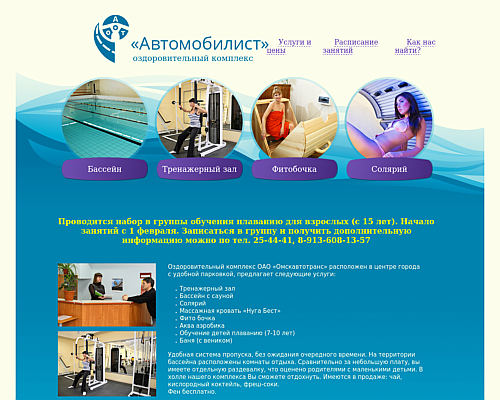 «Автомобилист»
оздоровительный комплекс
Услуги и цены
Расписание занятий
Как нас найти?
Бассейн
Тренажерный зал
Фитобочка
Солярий
Проводится набор в группы обучения плаванию для взрослых (с 15 лет). Начало
занятий с 1 февраля. Записаться в группу и получить дополнительную
информацию можно по тел. 25-44-41, 8-913-608-13-57
Оздоровительный комплекс ОАО «Омскавтотранс» расположен в центре города
с удобной парковкой, предлагает следующие услуги:
Тренажерный зал
Бассейн с сауной
Солярий
Массажная кровать «Нуга Бест»
Фито бочка
Аква аэробика
Обучение детей плаванию (7-10 лет)
Баня (с веником)
Удобная система пропуска, без ожидания очередного времени. На территории
бассейна расположены комнаты отдыха. Сравнительно за небольшую плату, вы
имеете отдельную раздевалку, что оценено родителями с маленькими детьми. В
холле нашего комплекса Вы сможете отдохнуть. Имеются в продаже: чай,
кислородный коктейль, фреш-соки.
Фен бесплатно.